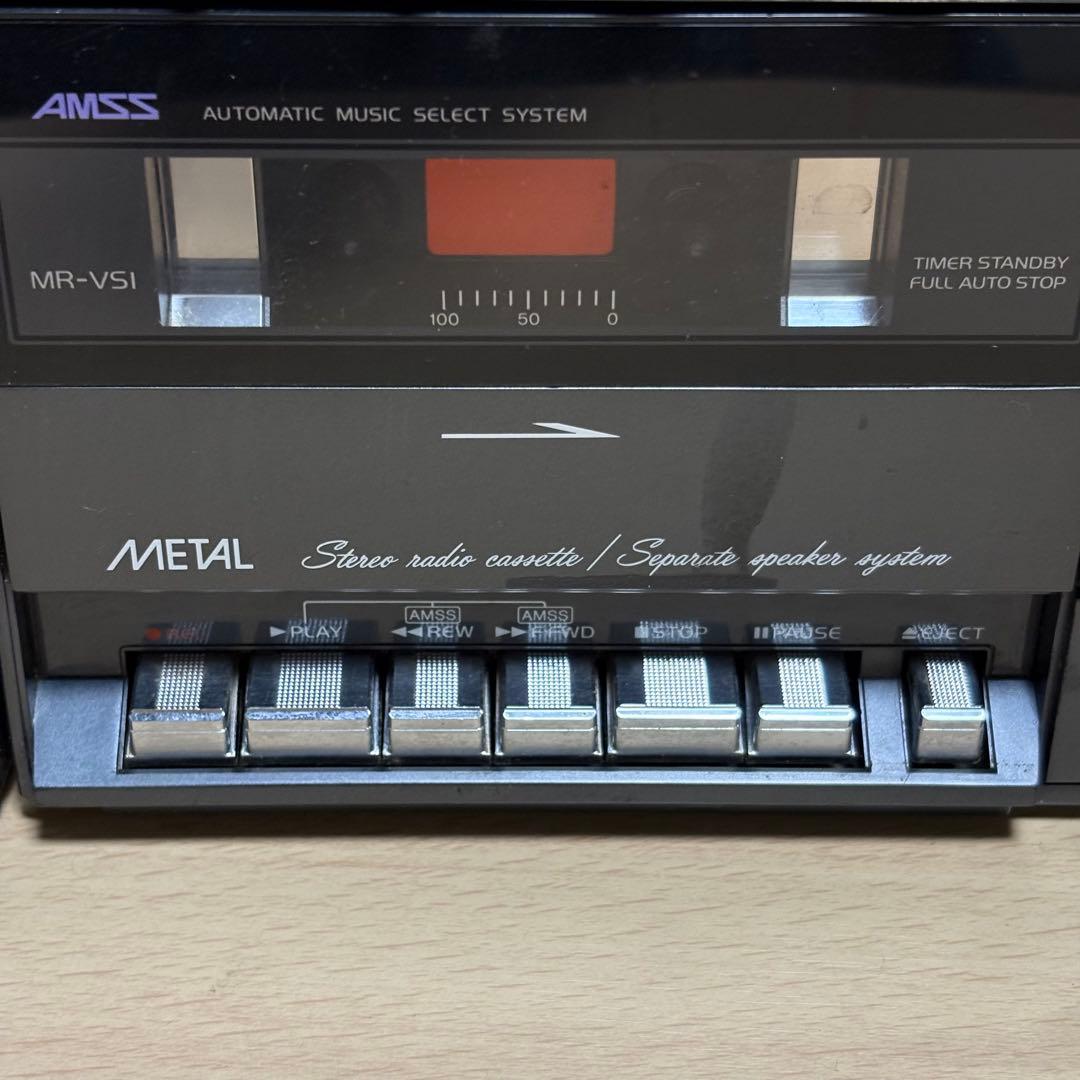 AMSS AUTOMATIC MUSIC SELECT SYSTEM
MR-VS1
TIMER STANDBY
FULL AUTO STOP
100 50 0
METAL Stereo radio cassette / Separate speaker system
AMSS AMSS
● REC ▶PLAY ◀◀REW ▶▶F.FWD ■STOP ▮▮PAUSE ⏏EJECT